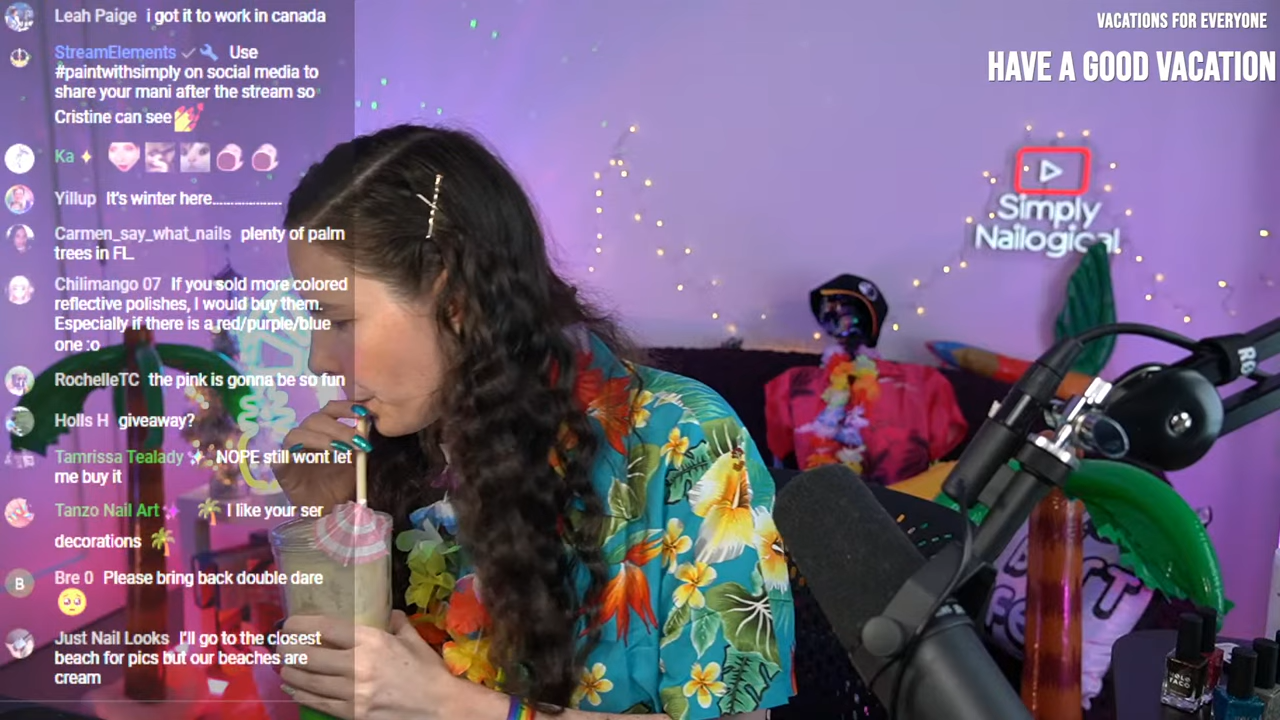 Leah Paige i got it to work in canada
StreamElements Use
#paintwithsimply on social media to
share your mani after the stream so
Cristine can see
Ka
Yillup It's winter here.................
Carmen_say_what_nails plenty of palm
trees in FL.
Chilimango 07 If you sold more colored
reflective polishes, I would buy them.
Especially if there is a red/purple/blue
one :o
RochelleTC the pink is gonna be so fun
Holls H giveaway?
Tamrissa Tealady NOPE still wont let
me buy it
Tanzo Nail Art I like your ser
decorations
B
Bre 0 Please bring back double dare
Just Nail Looks I'll go to the closest
beach for pics but our beaches are
cream
VACATIONS FOR EVERYONE
HAVE A GOOD VACATION
Simply
Nailogical
HOLO
TACO